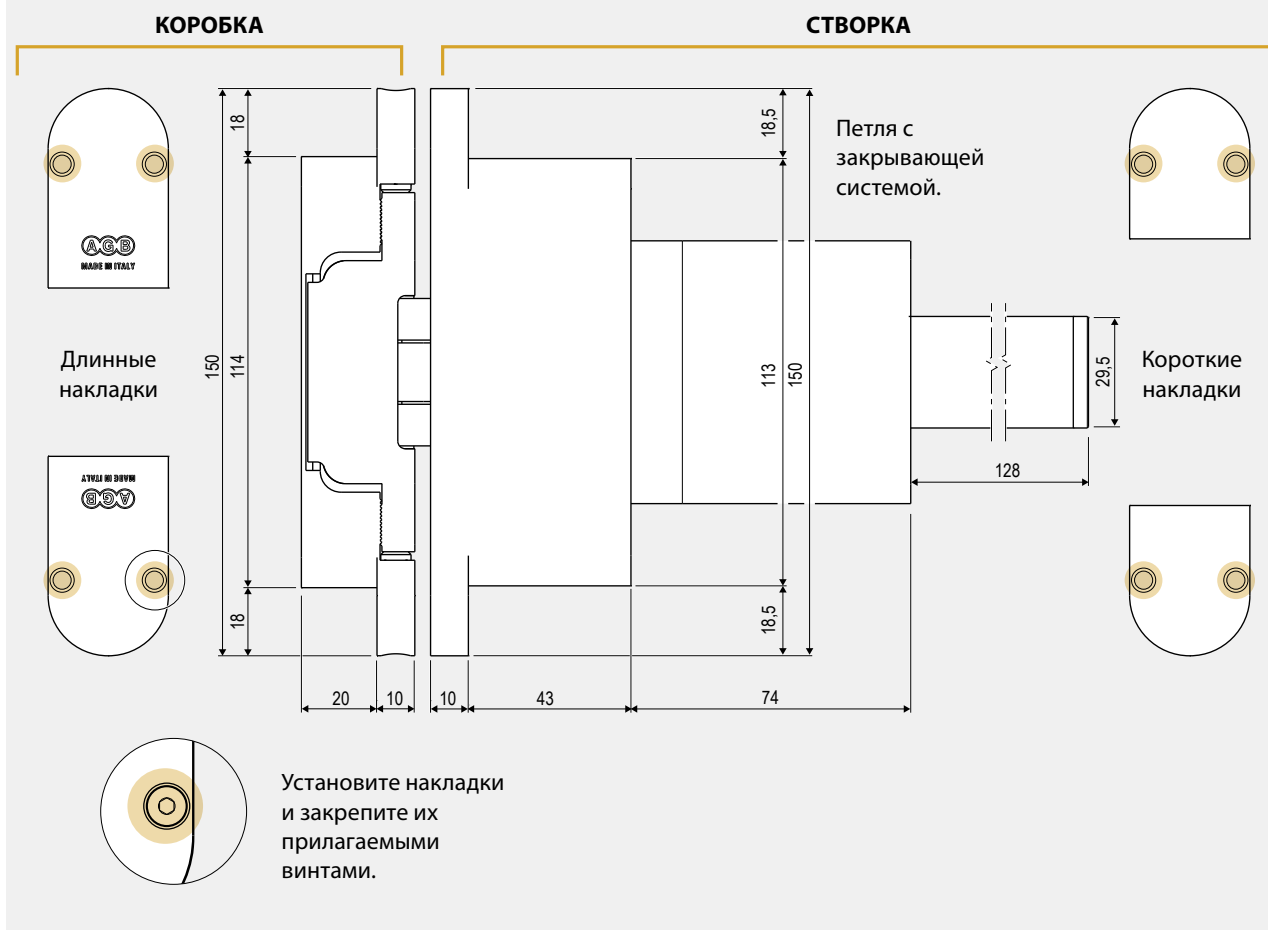 КОРОБКА
СТВОРКА
18
150
114
18
20
10
10
43
74
18,5
113
150
18,5
29,5
128
Петля с
закрывающей
системой.
AGB
MADE IN ITALY
Длинные
накладки
MADE IN ITALY
AGB
Короткие
накладки
Установите накладки
и закрепите их
прилагаемыми
винтами.